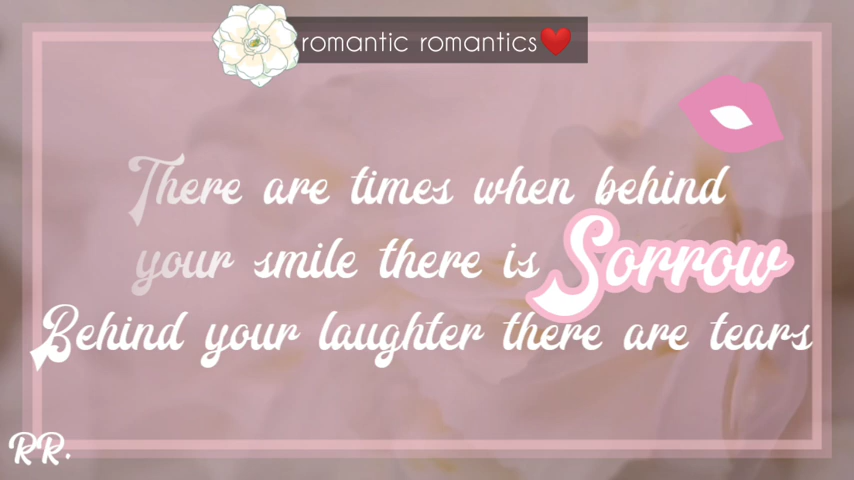 romantic romantics❤️
There are times when behind
your smile there is Sorrow
Behind your laughter there are tears
RR.